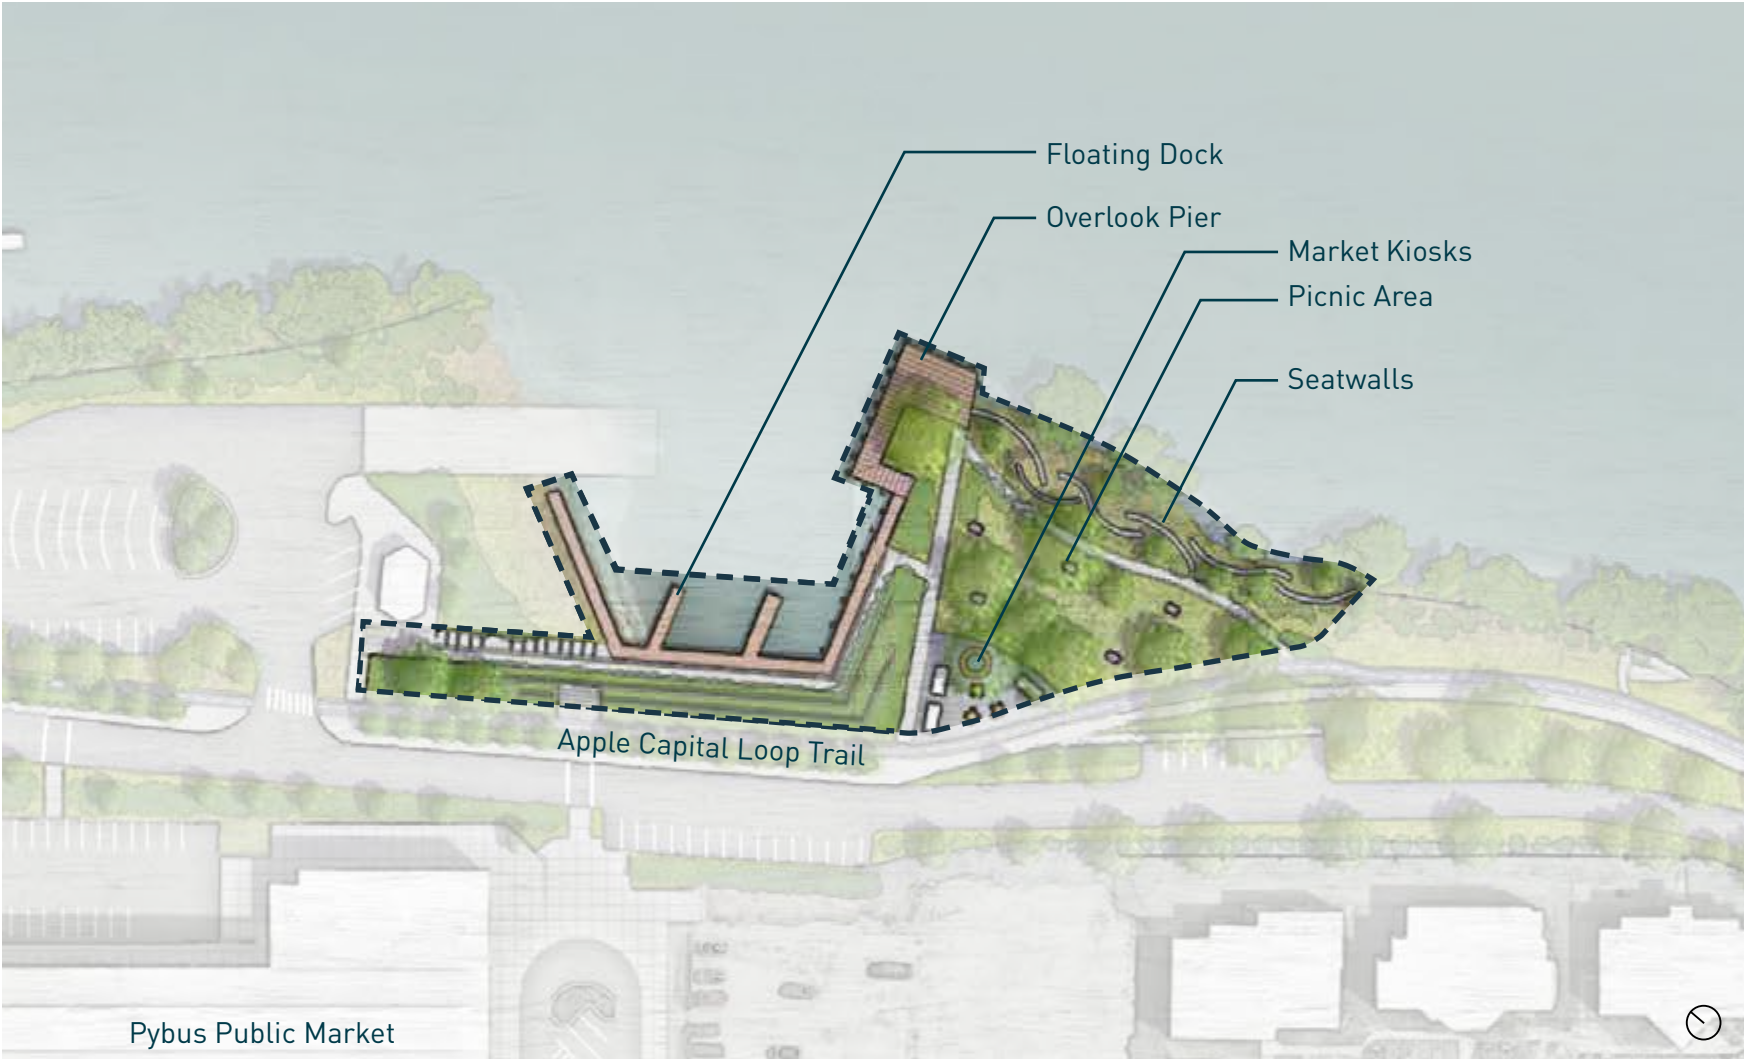 Floating Dock
Overlook Pier
Market Kiosks
Picnic Area
Seatwalls
Apple Capital Loop Trail
Pybus Public Market